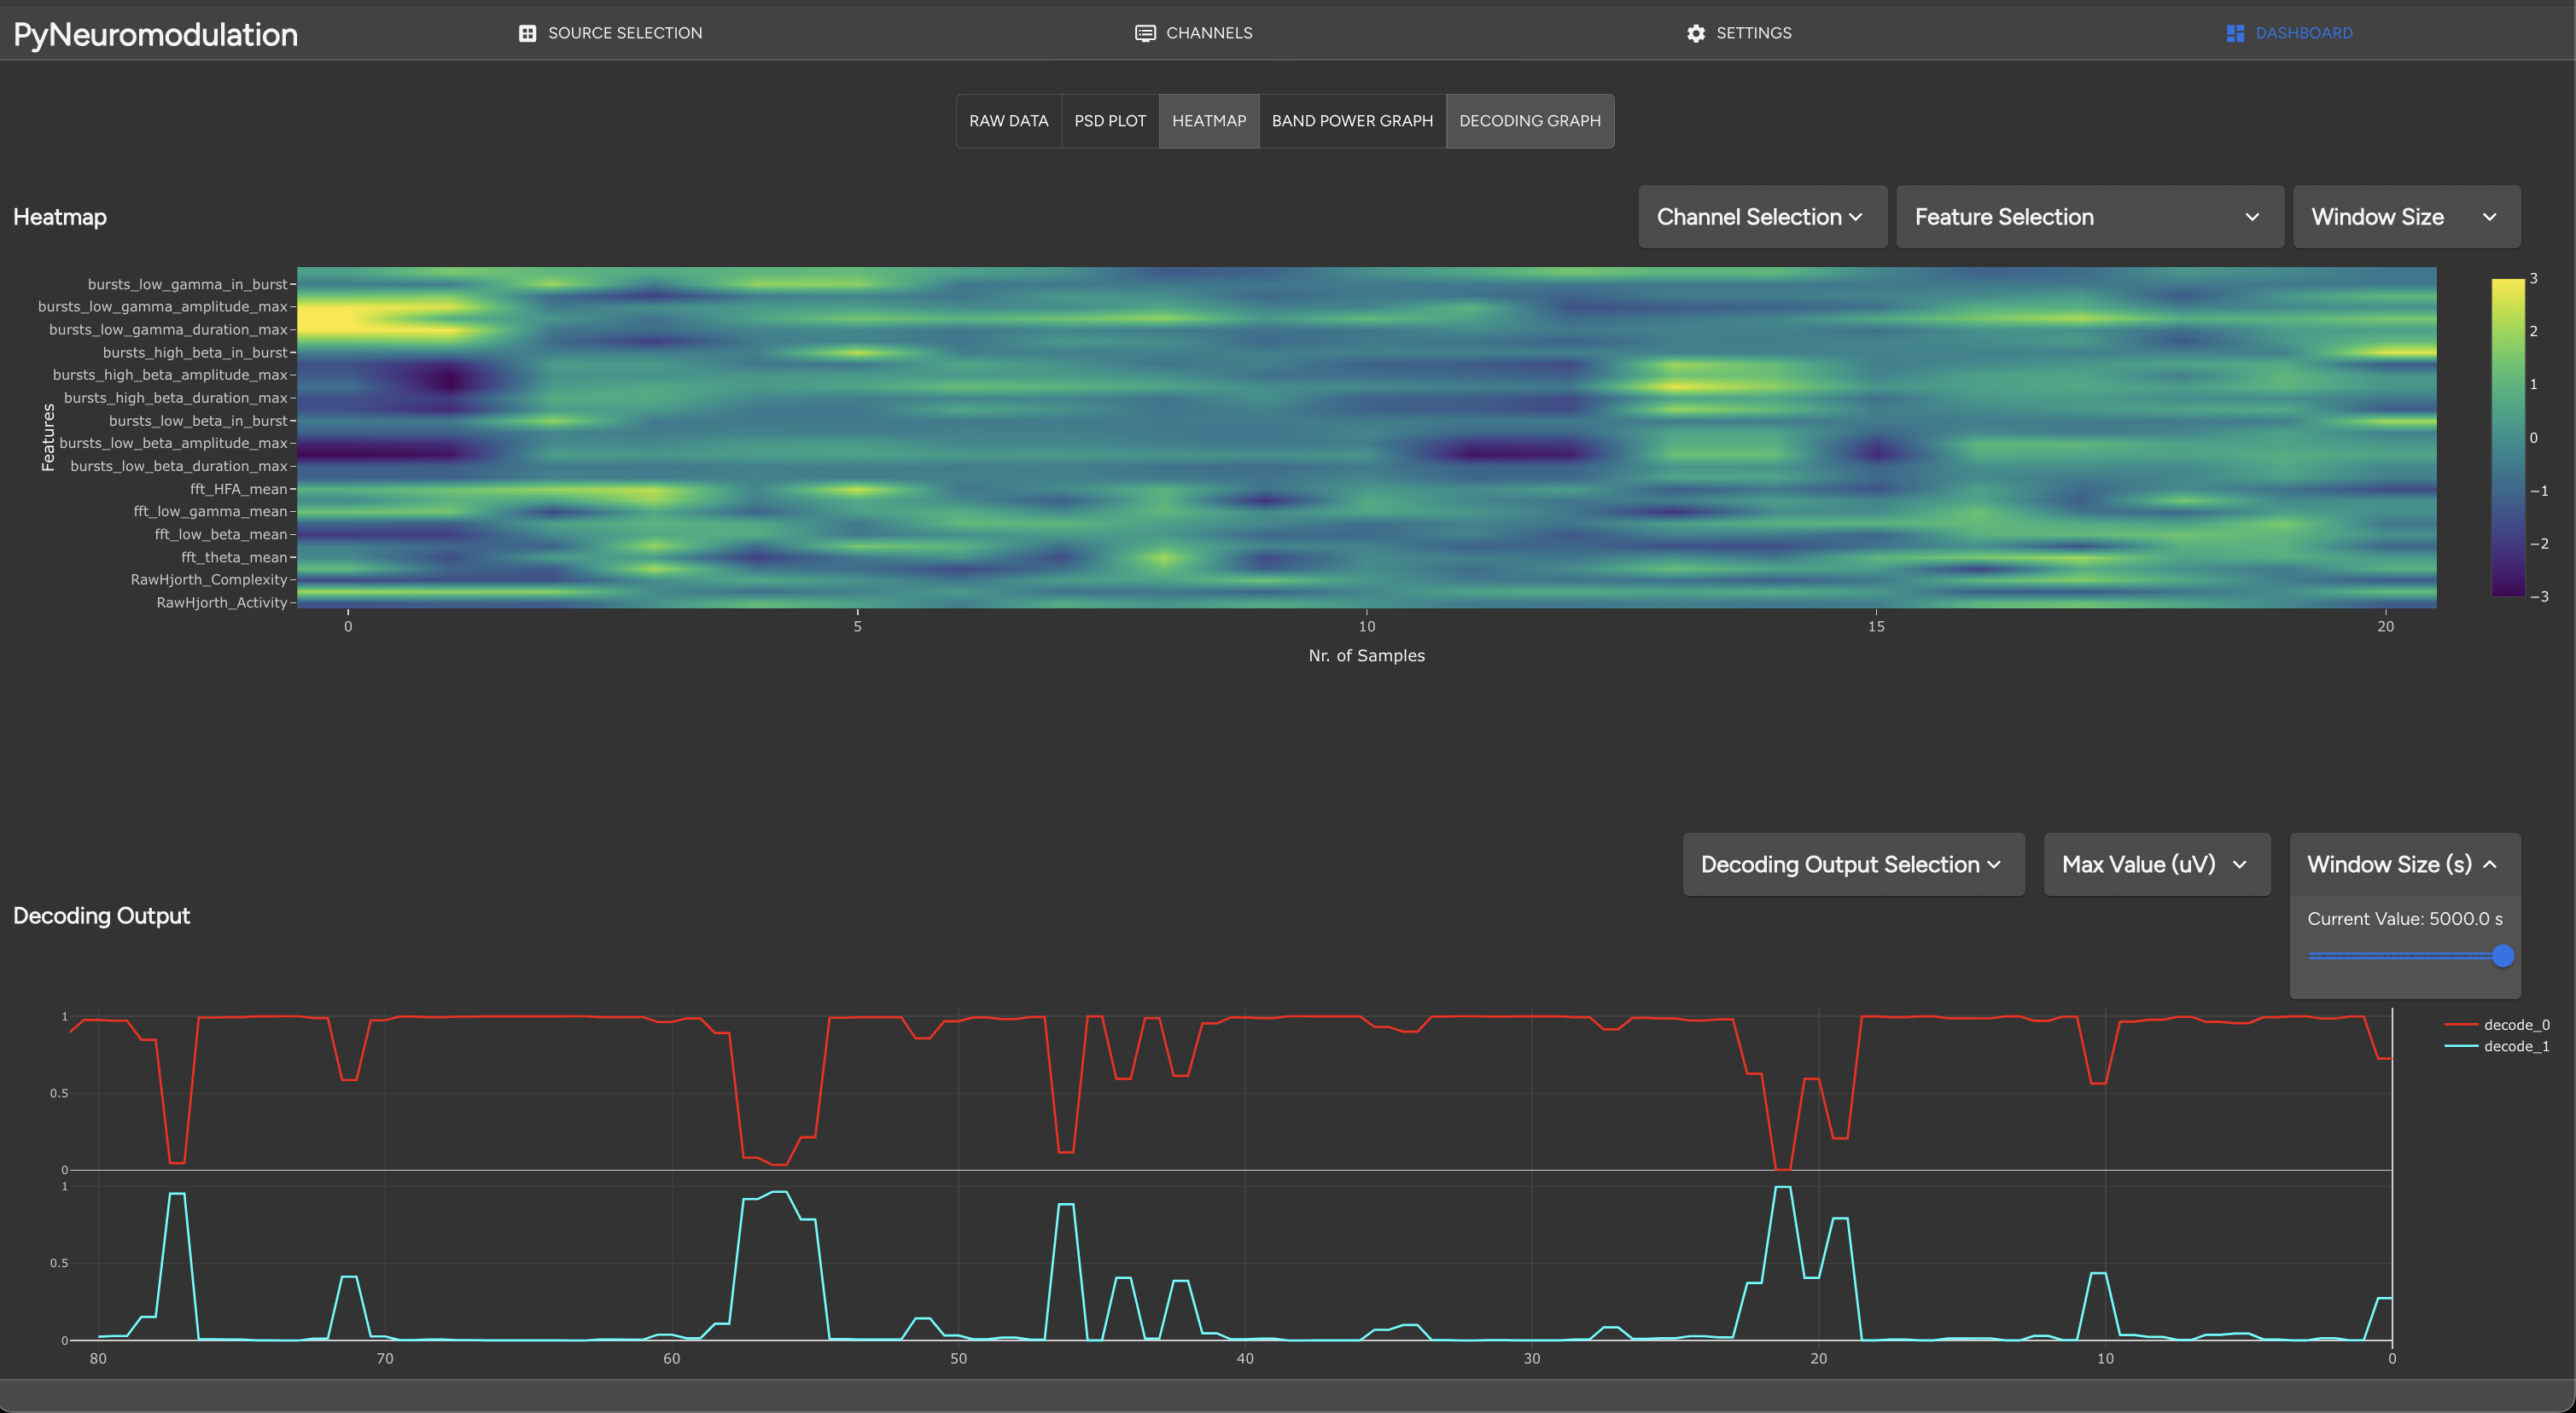 PyNeuromodulation
SOURCE SELECTION
CHANNELS
SETTINGS
DASHBOARD
RAW DATA
PSD PLOT
HEATMAP
BAND POWER GRAPH
DECODING GRAPH
Heatmap
Channel Selection
Feature Selection
Window Size
Features
bursts_low_gamma_in_burst
bursts_low_gamma_amplitude_max
bursts_low_gamma_duration_max
bursts_high_beta_in_burst
bursts_high_beta_amplitude_max
bursts_high_beta_duration_max
bursts_low_beta_in_burst
bursts_low_beta_amplitude_max
bursts_low_beta_duration_max
fft_HFA_mean
fft_low_gamma_mean
fft_low_beta_mean
fft_theta_mean
RawHjorth_Complexity
RawHjorth_Activity
0 5 10 15 20
Nr. of Samples
3
2
1
0
−1
−2
−3
Decoding Output Selection
Max Value (uV)
Window Size (s)
Current Value: 5000.0 s
Decoding Output
1
0.5
0
1
0.5
0
80 70 60 50 40 30 20 10 0
decode_0
decode_1